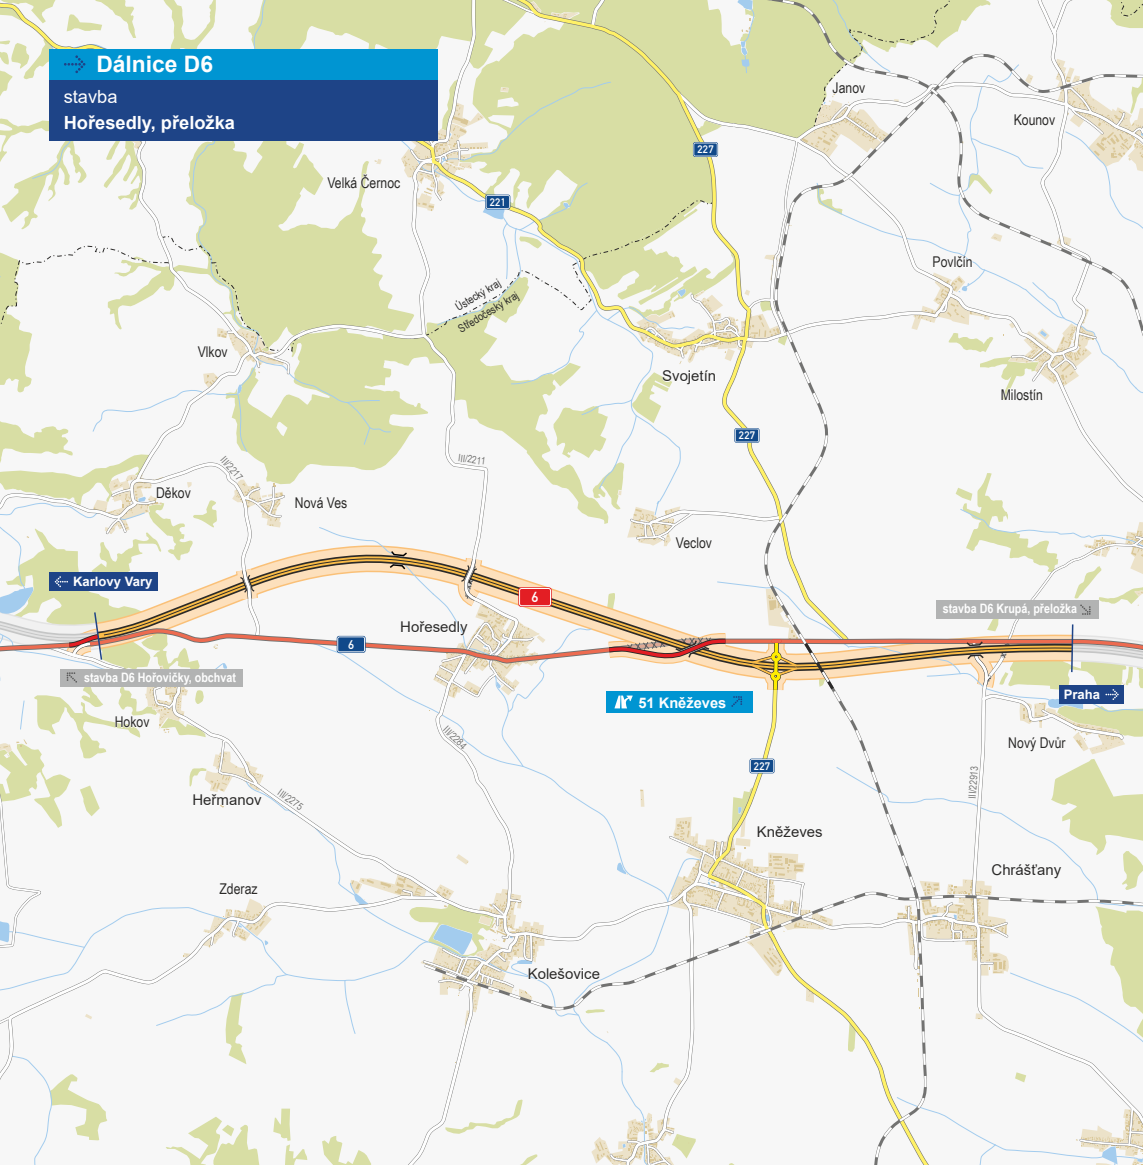 Dálnice D6
stavba
Hořesedly, přeložka
Janov
Kounov
227
Velká Černoc
221
Povlčín
Ústecký kraj
Středočeský kraj
Vlkov
Svojetín
Milostín
227
III/2211
III/2217
Děkov
Nová Ves
Veclov
Karlovy Vary
6
stavba D6 Krupá, přeložka
Hořesedly
6
XXXXX XXXX
stavba D6 Hořovičky, obchvat
51 Kněževes
Praha
Hokov
III/2264
Nový Dvůr
227
III/22913
Heřmanov
III/2275
Kněževes
Chrášťany
Zderaz
Kolešovice